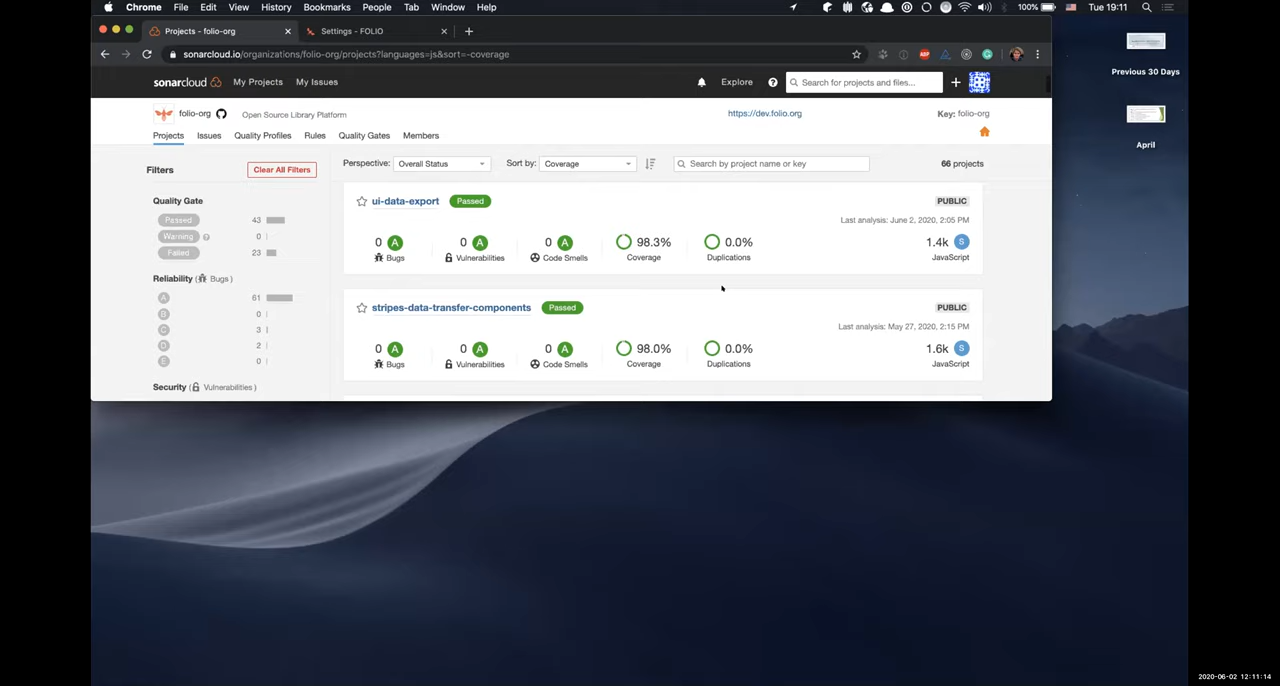 Chrome File Edit View History Bookmarks People Tab Window Help 100% Tue 19:11
Projects - folio-org Settings - FOLIO
sonarcloud.io/organizations/folio-org/projects?languages=js&sort=-coverage
ABP
Previous 30 Days
sonarcloud My Projects My Issues Explore Search for projects and files...
folio-org Open Source Library Platform https://dev.folio.org Key: folio-org
April
Projects Issues Quality Profiles Rules Quality Gates Members
Filters Clear All Filters Perspective: Overall Status Sort by: Coverage Search by project name or key 66 projects
Quality Gate
Passed 43
Warning 0
Failed 23
Reliability ( Bugs )
A 61
B 0
C 3
D 2
E 0
Security ( Vulnerabilities )
ui-data-export Passed PUBLIC
Last analysis: June 2, 2020, 2:05 PM
0 A 0 A 0 A 98.3% 0.0% 1.4k S
Bugs Vulnerabilities Code Smells Coverage Duplications JavaScript
stripes-data-transfer-components Passed PUBLIC
Last analysis: May 27, 2020, 2:15 PM
0 A 0 A 0 A 98.0% 0.0% 1.6k S
Bugs Vulnerabilities Code Smells Coverage Duplications JavaScript
2020-06-02 12:11:14